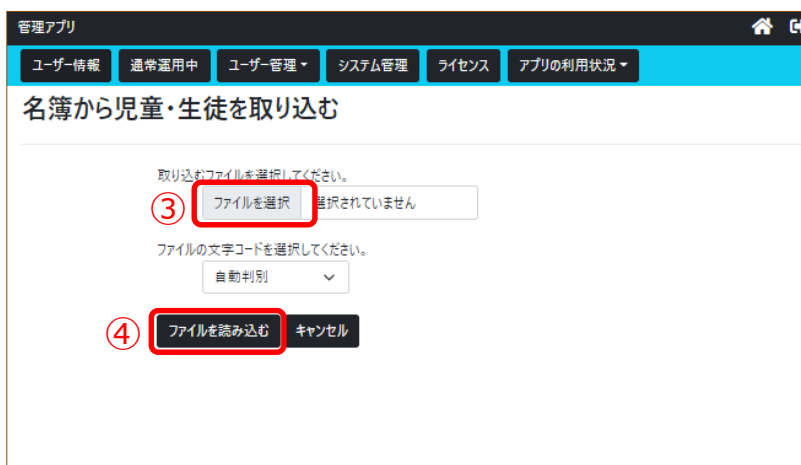 管理アプリ
ユーザー情報 通常運用中 ユーザー管理 システム管理 ライセンス アプリの利用状況
名簿から児童・生徒を取り込む
取り込むファイルを選択してください。
③ ファイルを選択 選択されていません
ファイルの文字コードを選択してください。
自動判別
④ ファイルを読み込む キャンセル